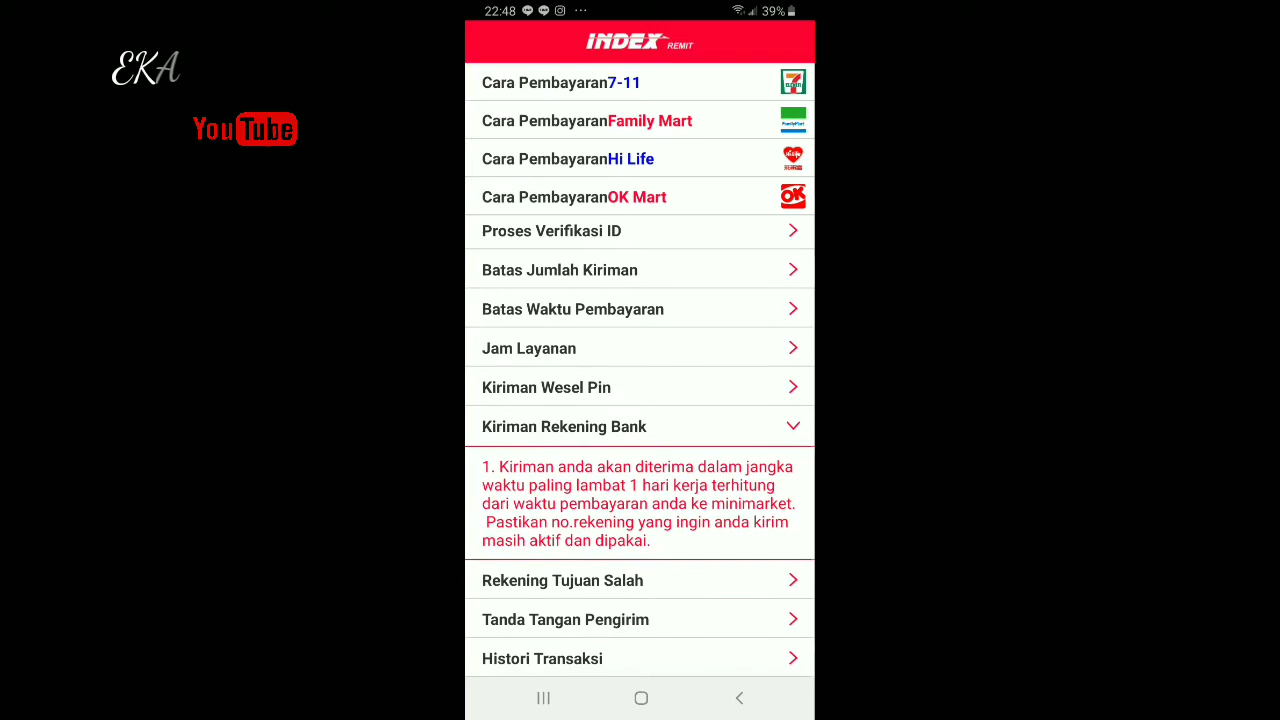 22:48 39%
EKA
YouTube
INDEX REMIT
Cara Pembayaran7-11
Cara PembayaranFamily Mart
FamilyMart
Cara PembayaranHi Life
Cara PembayaranOK Mart
OK
Proses Verifikasi ID
Batas Jumlah Kiriman
Batas Waktu Pembayaran
Jam Layanan
Kiriman Wesel Pin
Kiriman Rekening Bank
1. Kiriman anda akan diterima dalam jangka
waktu paling lambat 1 hari kerja terhitung
dari waktu pembayaran anda ke minimarket.
Pastikan no.rekening yang ingin anda kirim
masih aktif dan dipakai.
Rekening Tujuan Salah
Tanda Tangan Pengirim
Histori Transaksi